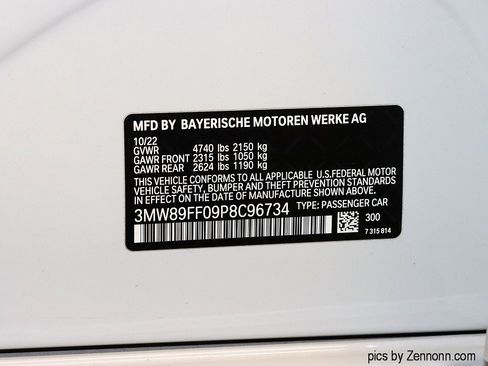 MFD BY BAYERISCHE MOTOREN WERKE AG
10/22
GVWR 4740 lbs 2150 kg
GAWR FRONT 2315 lbs 1050 kg
GAWR REAR 2624 lbs 1190 kg
THIS VEHICLE CONFORMS TO ALL APPLICABLE U.S.FEDERAL MOTOR
VEHICLE SAFETY, BUMPER AND THEFT PREVENTION STANDARDS
IN EFFECT ON THE DATE OF MANUFACTURE SHOWN ABOVE.
3MW89FF09P8C96734 TYPE: PASSENGER CAR
300
7 315 814
pics by Zennonn.com